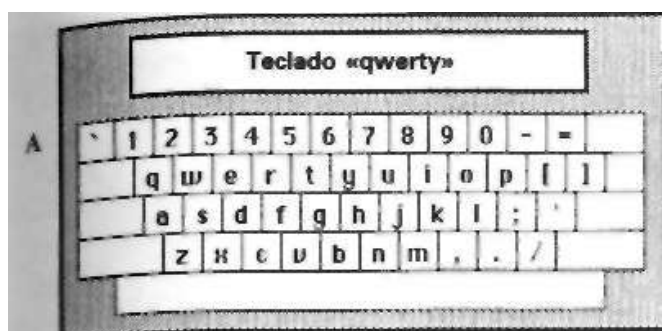 Teclado «qwerty»
A
` 1 2 3 4 5 6 7 8 9 0 - =
q w e r t y u i o p [ ]
a s d f g h j k l ; '
z x c v b n m , . /